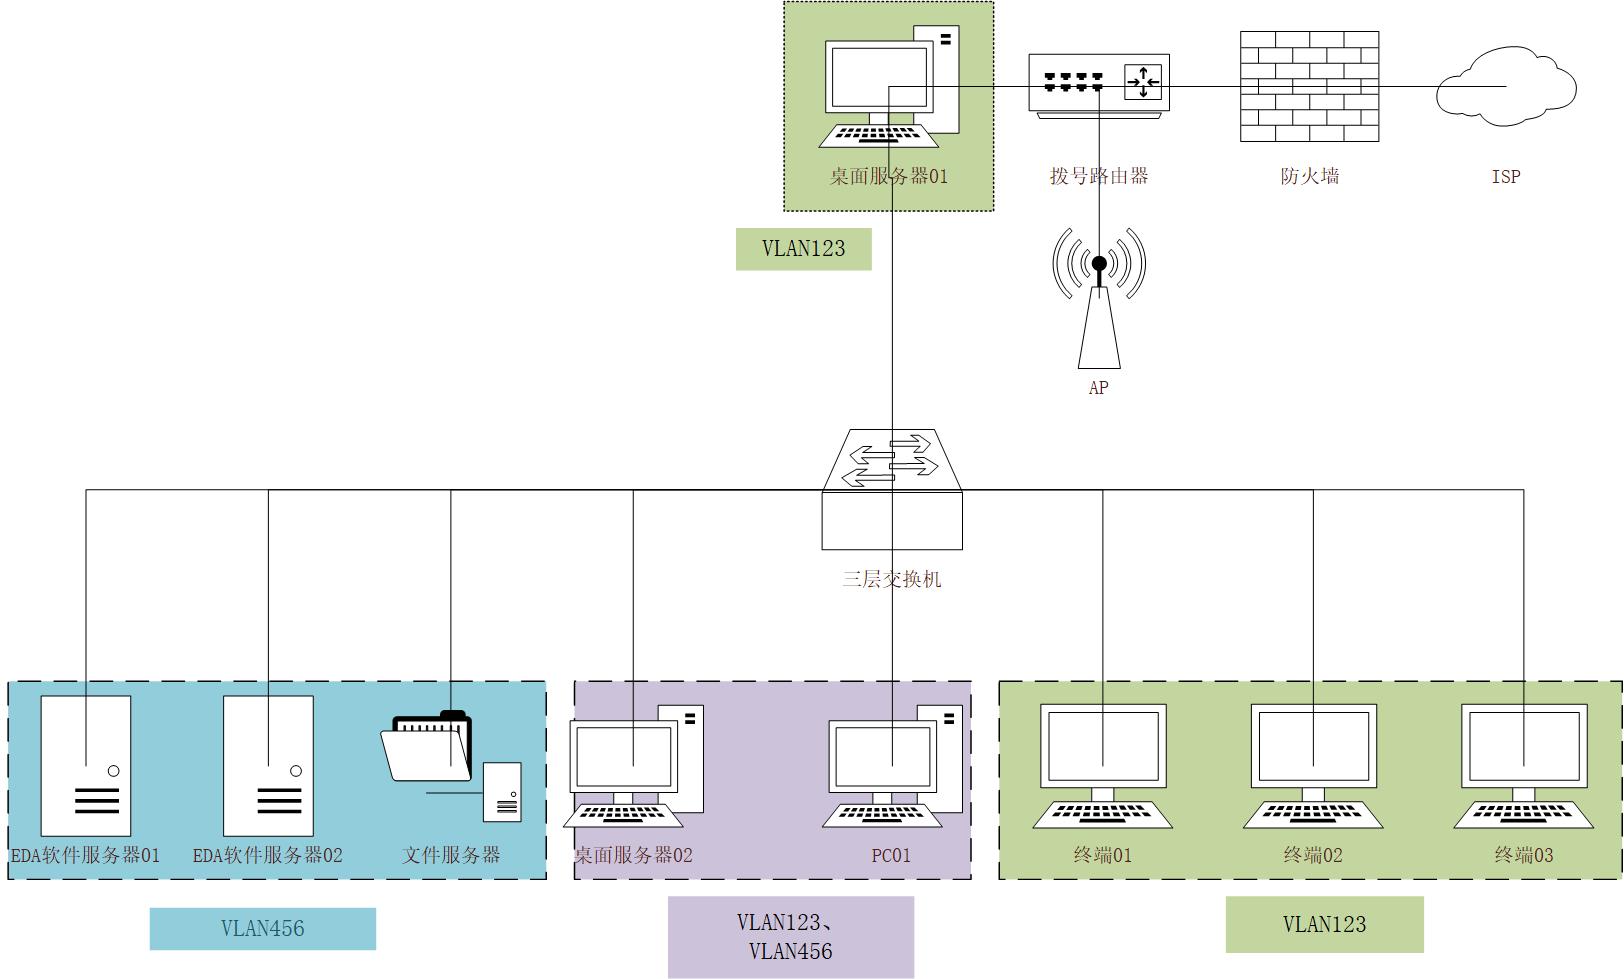 桌面服务器01
拨号路由器
防火墙
ISP
VLAN123
AP
三层交换机
EDA软件服务器01
EDA软件服务器02
文件服务器
桌面服务器02
PC01
终端01
终端02
终端03
VLAN456
VLAN123、
VLAN456
VLAN123